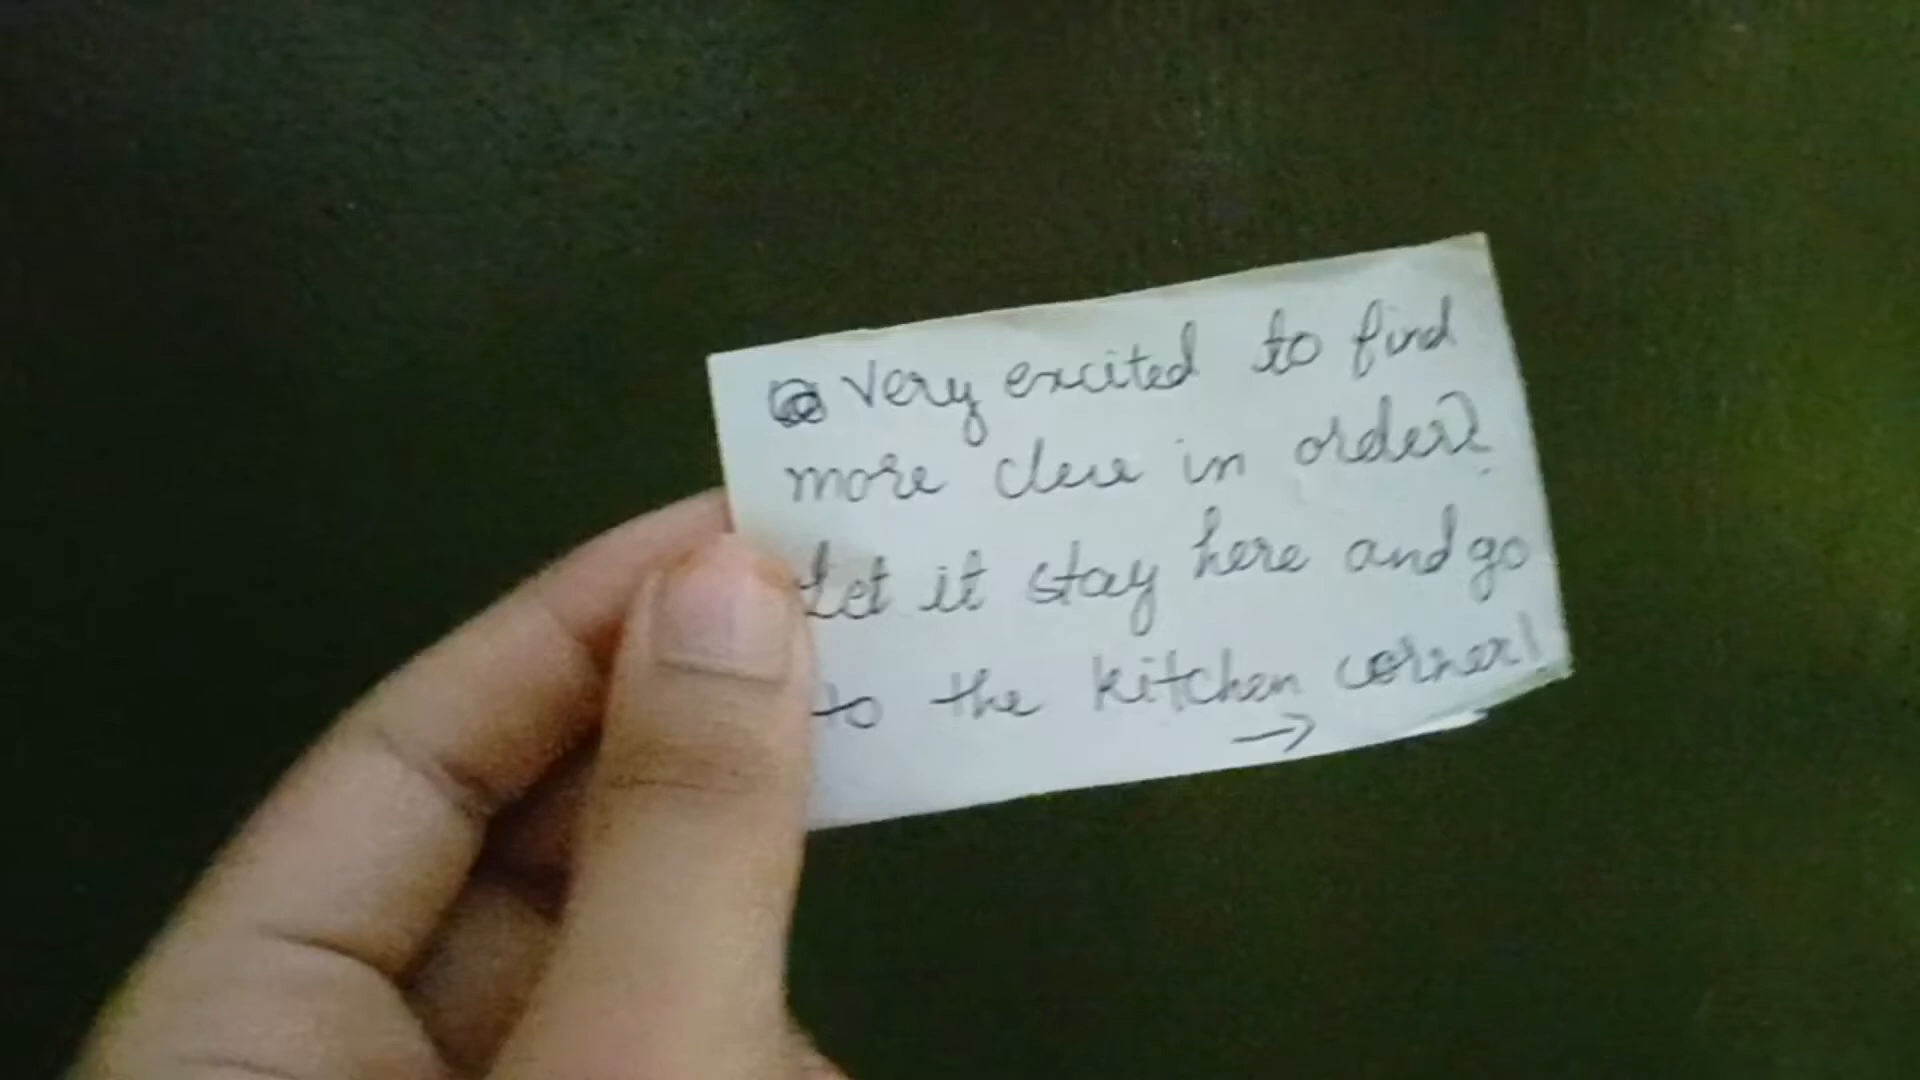 Very excited to find
more clue in order?
Let it stay here and go
to the kitchen corner!
→